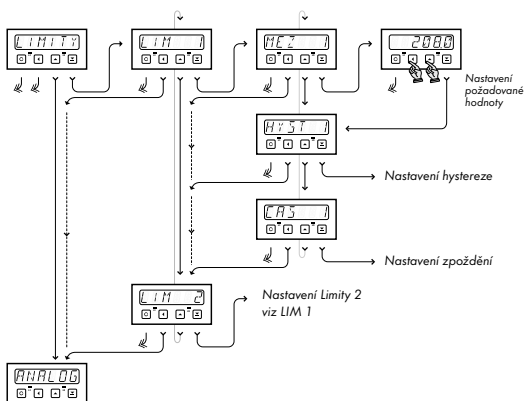 LIMITY
LIM 1
MEZ 1
208.0
Nastavení
požadované
hodnoty
HYST 1
Nastavení hystereze
CAS 1
Nastavení zpoždění
LIM 2
Nastavení Limity 2
viz LIM 1
ANALOG